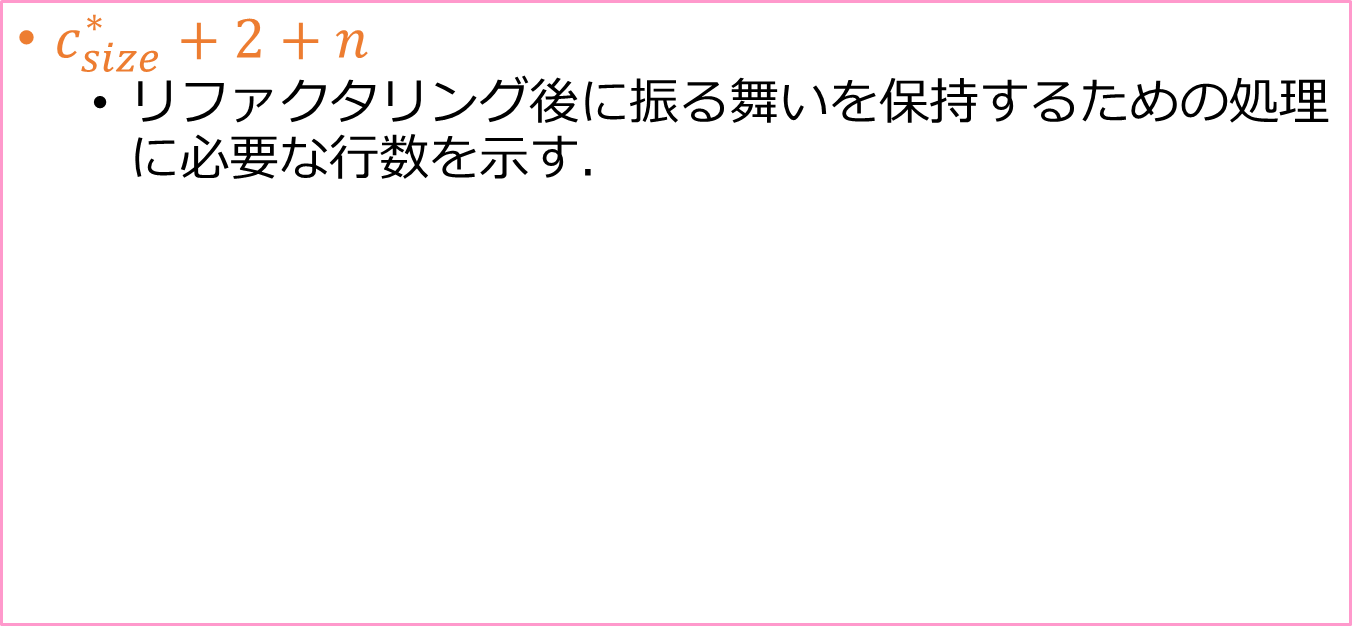 • $c^*_{size} + 2 + n$
• リファクタリング後に振る舞いを保持するための処理
に必要な行数を示す．